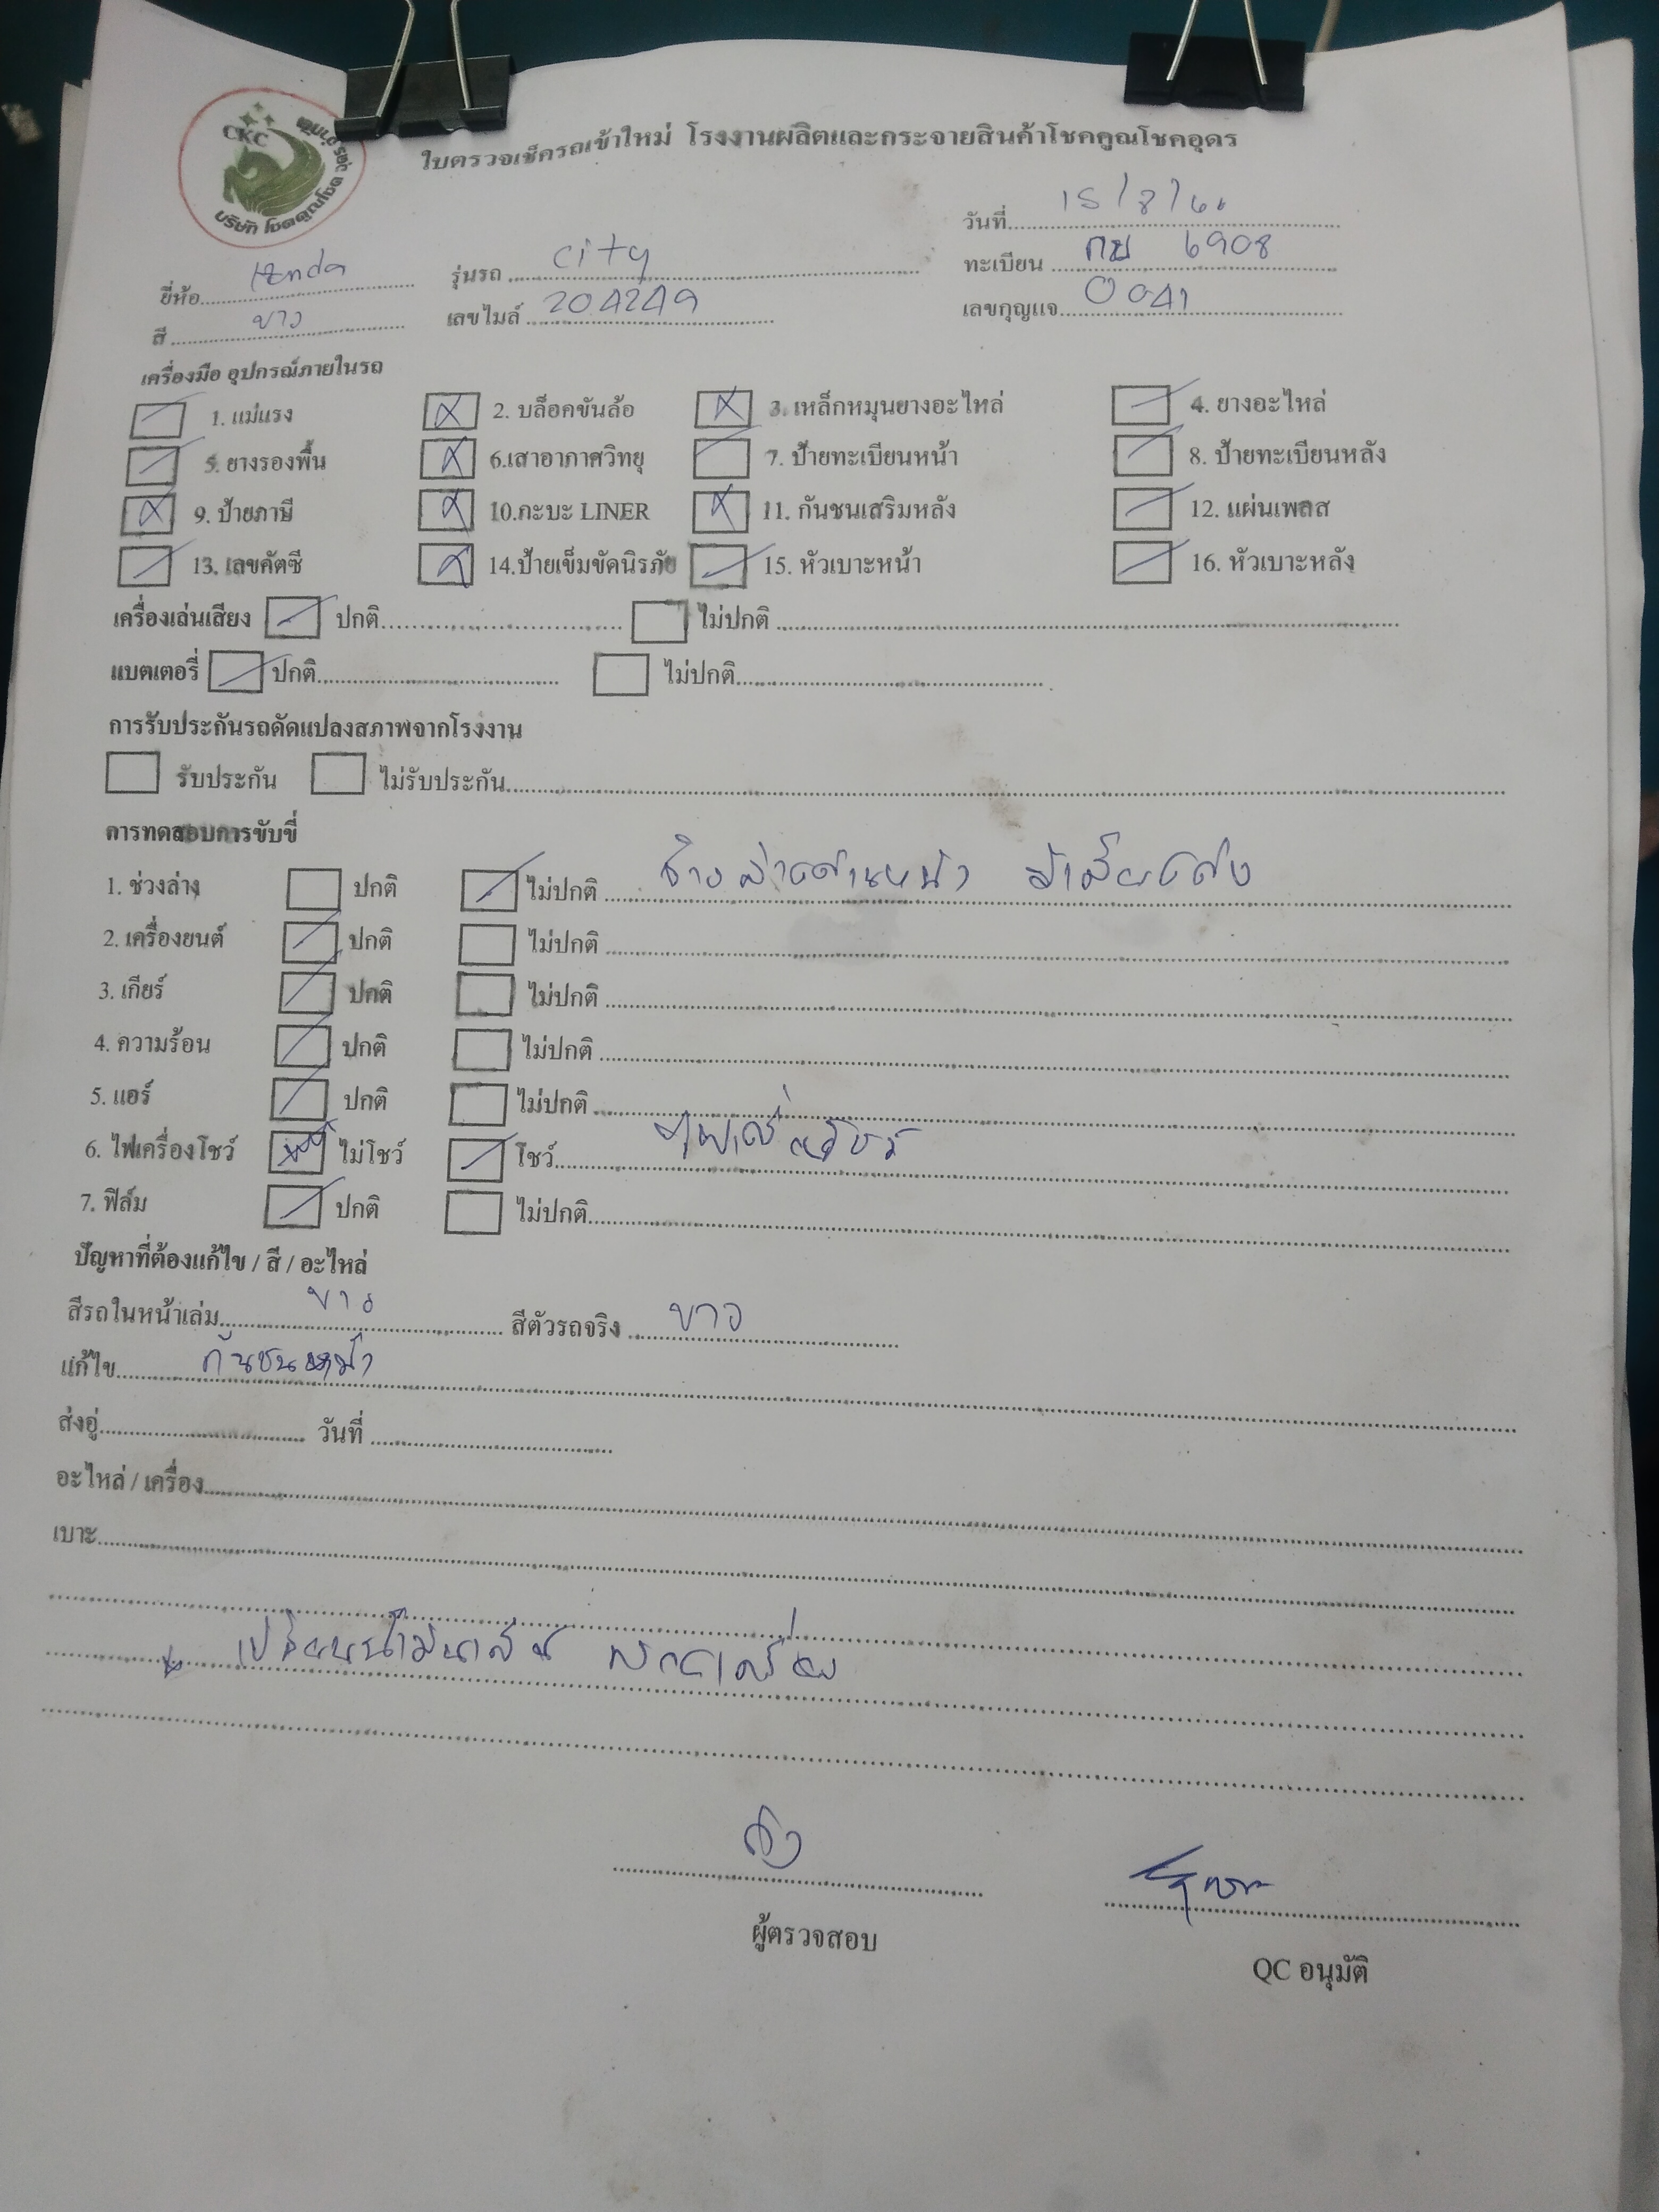 CKC
บริษัท โชคคูณโชค
ใบตรวจเช็ครถเข้าใหม่ โรงงานผลิตและกระจายสินค้าโชคคูณโชคอุดร
วันที่ 15/8/
ยี่ห้อ Honda รุ่นรถ city ทะเบียน กย 6908
สี ขาว เลขไมล์ 204249 เลขกุญแจ 0041
เครื่องมือ อุปกรณ์ภายในรถ
1. แม่แรง 2. บล็อคขันล้อ 3. เหล็กหมุนยางอะไหล่ 4. ยางอะไหล่
5. ยางรองพื้น 6.เสาอากาศวิทยุ 7. ป้ายทะเบียนหน้า 8. ป้ายทะเบียนหลัง
9. ป้ายภาษี 10.กะบะ LINER 11. กันชนเสริมหลัง 12. แผ่นเพลส
13. เลขคัตซี 14.ป้ายเข็มขัดนิรภัย 15. หัวเบาะหน้า 16. หัวเบาะหลัง
เครื่องเล่นเสียง ปกติ ไม่ปกติ
แบตเตอรี่ ปกติ ไม่ปกติ
การรับประกันรถดัดแปลงสภาพจากโรงงาน
รับประกัน ไม่รับประกัน
การทดสอบการขับขี่
1. ช่วงล่าง ปกติ ไม่ปกติ ช่วงล่างด้านหน้า มีเสียงดัง
2. เครื่องยนต์ ปกติ ไม่ปกติ
3. เกียร์ ปกติ ไม่ปกติ
4. ความร้อน ปกติ ไม่ปกติ
5. แอร์ ปกติ ไม่ปกติ
6. ไฟเครื่องโชว์ ไม่โชว์ โชว์
7. ฟิล์ม ปกติ ไม่ปกติ
ปัญหาที่ต้องแก้ไข / สี / อะไหล่
สีรถในหน้าเล่ม ขาว สีตัวรถจริง ขาว
แก้ไข กันชนหน้า
ส่งอู่ วันที่
อะไหล่ / เครื่อง
เบาะ
เปลี่ยนน้ำมัน
ผู้ตรวจสอบ
QC อนุมัติ